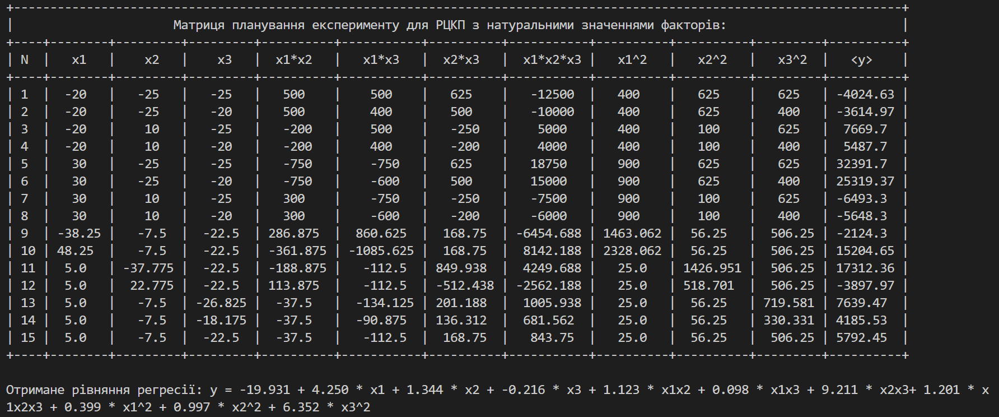 Матриця планування експерименту для РЦКП з натуральними значеннями факторів:
| N | x1 | x2 | x3 | x1*x2 | x1*x3 | x2*x3 | x1*x2*x3 | x1^2 | x2^2 | x3^2 | <y> |
| 1 | -20 | -25 | -25 | 500 | 500 | 625 | -12500 | 400 | 625 | 625 | -4024.63 |
| 2 | -20 | -25 | -20 | 500 | 400 | 500 | -10000 | 400 | 625 | 400 | -3614.97 |
| 3 | -20 | 10 | -25 | -200 | 500 | -250 | 5000 | 400 | 100 | 625 | 7669.7 |
| 4 | -20 | 10 | -20 | -200 | 400 | -200 | 4000 | 400 | 100 | 400 | 5487.7 |
| 5 | 30 | -25 | -25 | -750 | -750 | 625 | 18750 | 900 | 625 | 625 | 32391.7 |
| 6 | 30 | -25 | -20 | -750 | -600 | 500 | 15000 | 900 | 625 | 400 | 25319.37 |
| 7 | 30 | 10 | -25 | 300 | -750 | -250 | -7500 | 900 | 100 | 625 | -6493.3 |
| 8 | 30 | 10 | -20 | 300 | -600 | -200 | -6000 | 900 | 100 | 400 | -5648.3 |
| 9 | -38.25 | -7.5 | -22.5 | 286.875 | 860.625 | 168.75 | -6454.688 | 1463.062 | 56.25 | 506.25 | -2124.3 |
| 10 | 48.25 | -7.5 | -22.5 | -361.875 | -1085.625 | 168.75 | 8142.188 | 2328.062 | 56.25 | 506.25 | 15204.65 |
| 11 | 5.0 | -37.775 | -22.5 | -188.875 | -112.5 | 849.938 | 4249.688 | 25.0 | 1426.951 | 506.25 | 17312.36 |
| 12 | 5.0 | 22.775 | -22.5 | 113.875 | -112.5 | -512.438 | -2562.188 | 25.0 | 518.701 | 506.25 | -3897.97 |
| 13 | 5.0 | -7.5 | -26.825 | -37.5 | -134.125 | 201.188 | 1005.938 | 25.0 | 56.25 | 719.581 | 7639.47 |
| 14 | 5.0 | -7.5 | -18.175 | -37.5 | -90.875 | 136.312 | 681.562 | 25.0 | 56.25 | 330.331 | 4185.53 |
| 15 | 5.0 | -7.5 | -22.5 | -37.5 | -112.5 | 168.75 | 843.75 | 25.0 | 56.25 | 506.25 | 5792.45 |
Отримане рівняння регресії: y = -19.931 + 4.250 * x1 + 1.344 * x2 + -0.216 * x3 + 1.123 * x1x2 + 0.098 * x1x3 + 9.211 * x2x3+ 1.201 * x
1x2x3 + 0.399 * x1^2 + 0.997 * x2^2 + 6.352 * x3^2